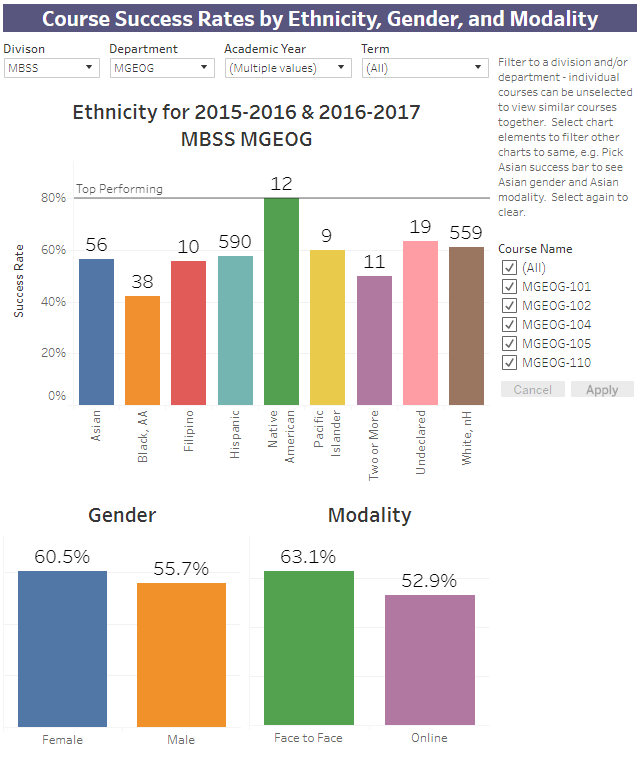 Course Success Rates by Ethnicity, Gender, and Modality
Divison
Department
Academic Year
Term
MBSS
MGEOG
(Multiple values)
(All)
Filter to a division and/or
department - individual
courses can be unselected
to view similar courses
together. Select chart
elements to filter other
charts to same, e.g. Pick
Asian success bar to see
Asian gender and Asian
modality. Select again to
clear.
Course Name
(All)
MGEOG-101
MGEOG-102
MGEOG-104
MGEOG-105
MGEOG-110
Cancel
Apply
Ethnicity for 2015-2016 & 2016-2017
MBSS MGEOG
Success Rate
80%
60%
40%
20%
0%
Top Performing
56
38
10
590
12
9
11
19
559
Asian
Black, AA
Filipino
Hispanic
Native
American
Pacific
Islander
Two or More
Undeclared
White, nH
Gender
60.5%
55.7%
Female
Male
Modality
63.1%
52.9%
Face to Face
Online